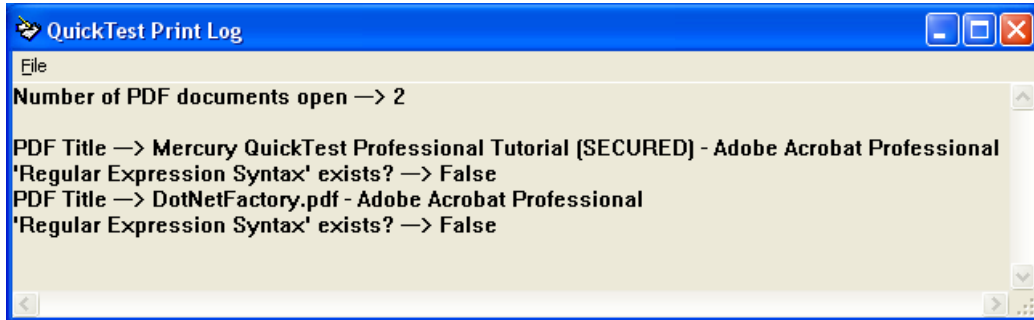 QuickTest Print Log
File
Number of PDF documents open —> 2
PDF Title —> Mercury QuickTest Professional Tutorial (SECURED) - Adobe Acrobat Professional
'Regular Expression Syntax' exists? —> False
PDF Title —> DotNetFactory.pdf - Adobe Acrobat Professional
'Regular Expression Syntax' exists? —> False